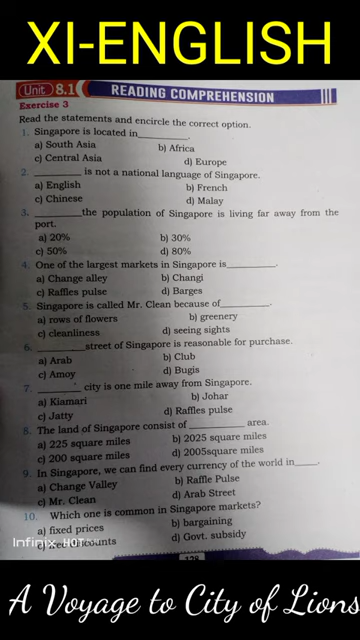 XI-ENGLISH
Unit 8.1 READING COMPREHENSION
Exercise 3
Read the statements and encircle the correct option.
1. Singapore is located in__________.
a) South Asia b) Africa
c) Central Asia d) Europe
2. __________ is not a national language of Singapore.
a) English b) French
c) Chinese d) Malay
3. __________the population of Singapore is living far away from the
port.
a) 20% b) 30%
c) 50% d) 80%
4. One of the largest markets in Singapore is__________.
a) Change alley b) Changi
c) Raffles pulse d) Barges
5. Singapore is called Mr. Clean because of__________.
a) rows of flowers b) greenery
c) cleanliness d) seeing sights
6. __________street of Singapore is reasonable for purchase.
a) Arab b) Club
c) Amoy d) Bugis
7. __________ city is one mile away from Singapore.
a) Kiamari b) Johar
c) Jatty d) Raffles pulse
8. The land of Singapore consist of __________ area.
a) 225 square miles b) 2025 square miles
c) 200 square miles d) 2005square miles
9. In Singapore, we can find every currency of the world in_____.
a) Change Valley b) Raffle Pulse
c) Mr. Clean d) Arab Street
10. Which one is common in Singapore markets?
a) fixed prices b) bargaining
d) Govt. subsidy
Infinix HOT
128
A Voyage to City of Lions